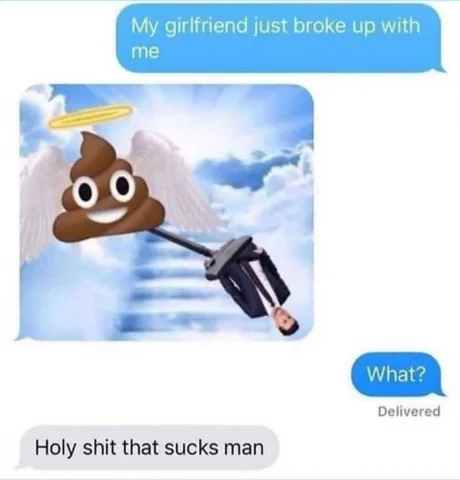 My girlfriend just broke up with
me
What?
Delivered
Holy shit that sucks man